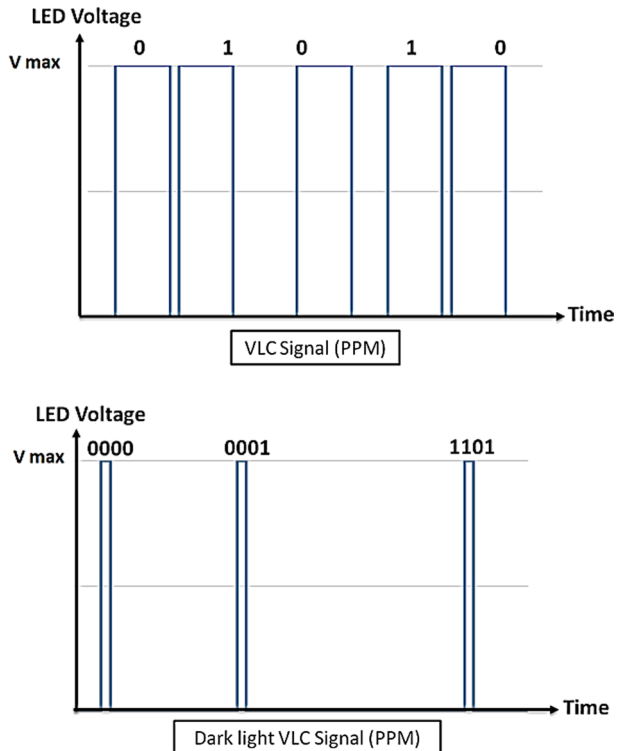 LED Voltage
0 1 0 1 0
V max
Time
VLC Signal (PPM)
LED Voltage
0000 0001 1101
V max
Time
Dark light VLC Signal (PPM)